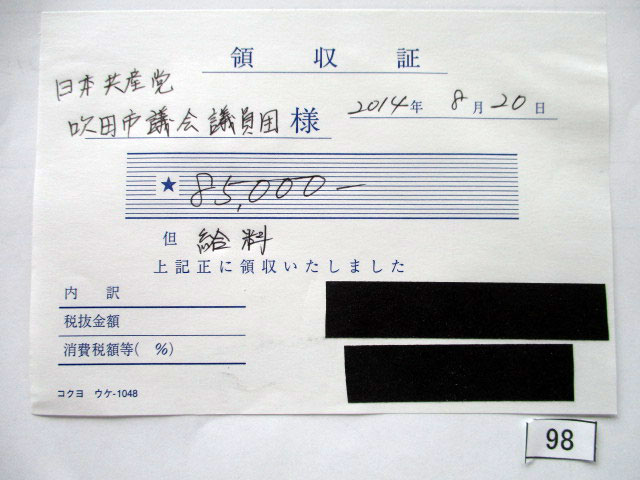 領収証
日本共産党
吹田市議会議員団 様
2014年 8月20日
★ 85,000-
但 給料
上記正に領収いたしました
内訳
税抜金額
消費税額等( %)
コクヨ ウケ-1048
98